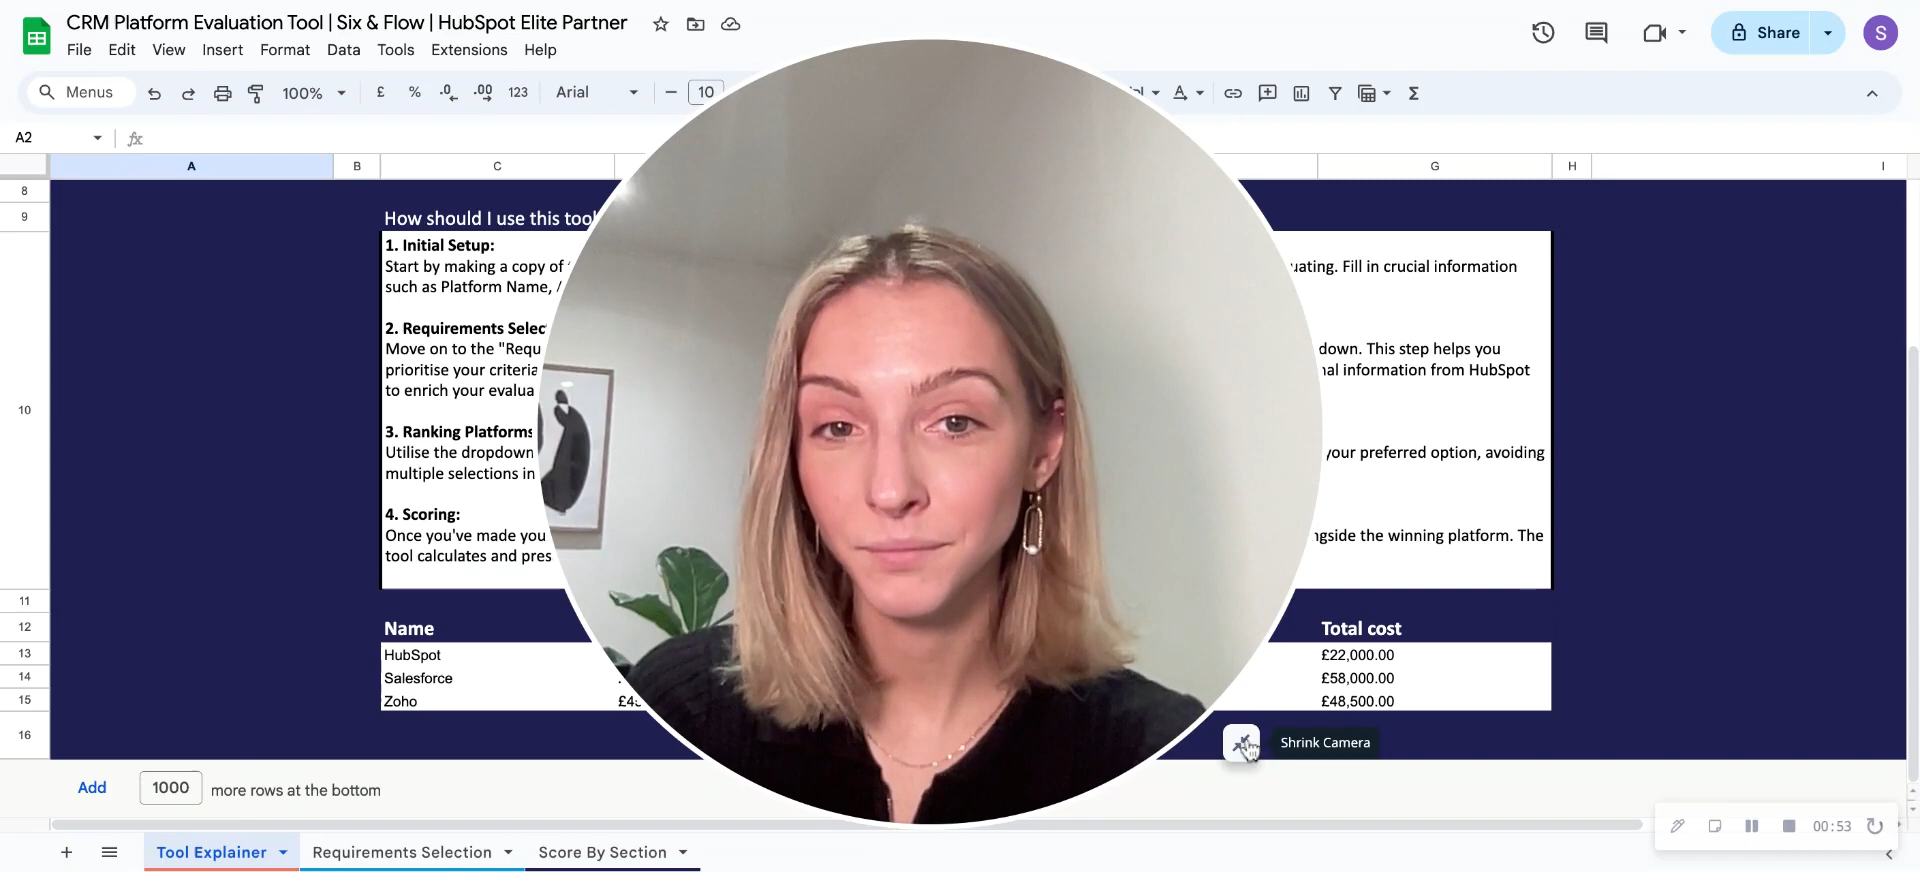 CRM Platform Evaluation Tool | Six & Flow | HubSpot Elite Partner
File Edit View Insert Format Data Tools Extensions Help
Share
S
Menus
100%
£
%
.0
.00
123
Arial
10
A2
fx
A B C G H I
8
9
How should I use this tool
10
1. Initial Setup:
Start by making a copy of
uating. Fill in crucial information
such as Platform Name,
2. Requirements Selec
Move on to the "Requ
down. This step helps you
prioritise your criteria
nal information from HubSpot
to enrich your evalua
3. Ranking Platforms
Utilise the dropdown
your preferred option, avoiding
multiple selections in
4. Scoring:
Once you've made you
ngside the winning platform. The
tool calculates and pres
11
12
Name Total cost
13
HubSpot £22,000.00
14
Salesforce £58,000.00
15
Zoho £45 £48,500.00
16
Shrink Camera
Add 1000 more rows at the bottom
00:53
Tool Explainer Requirements Selection Score By Section